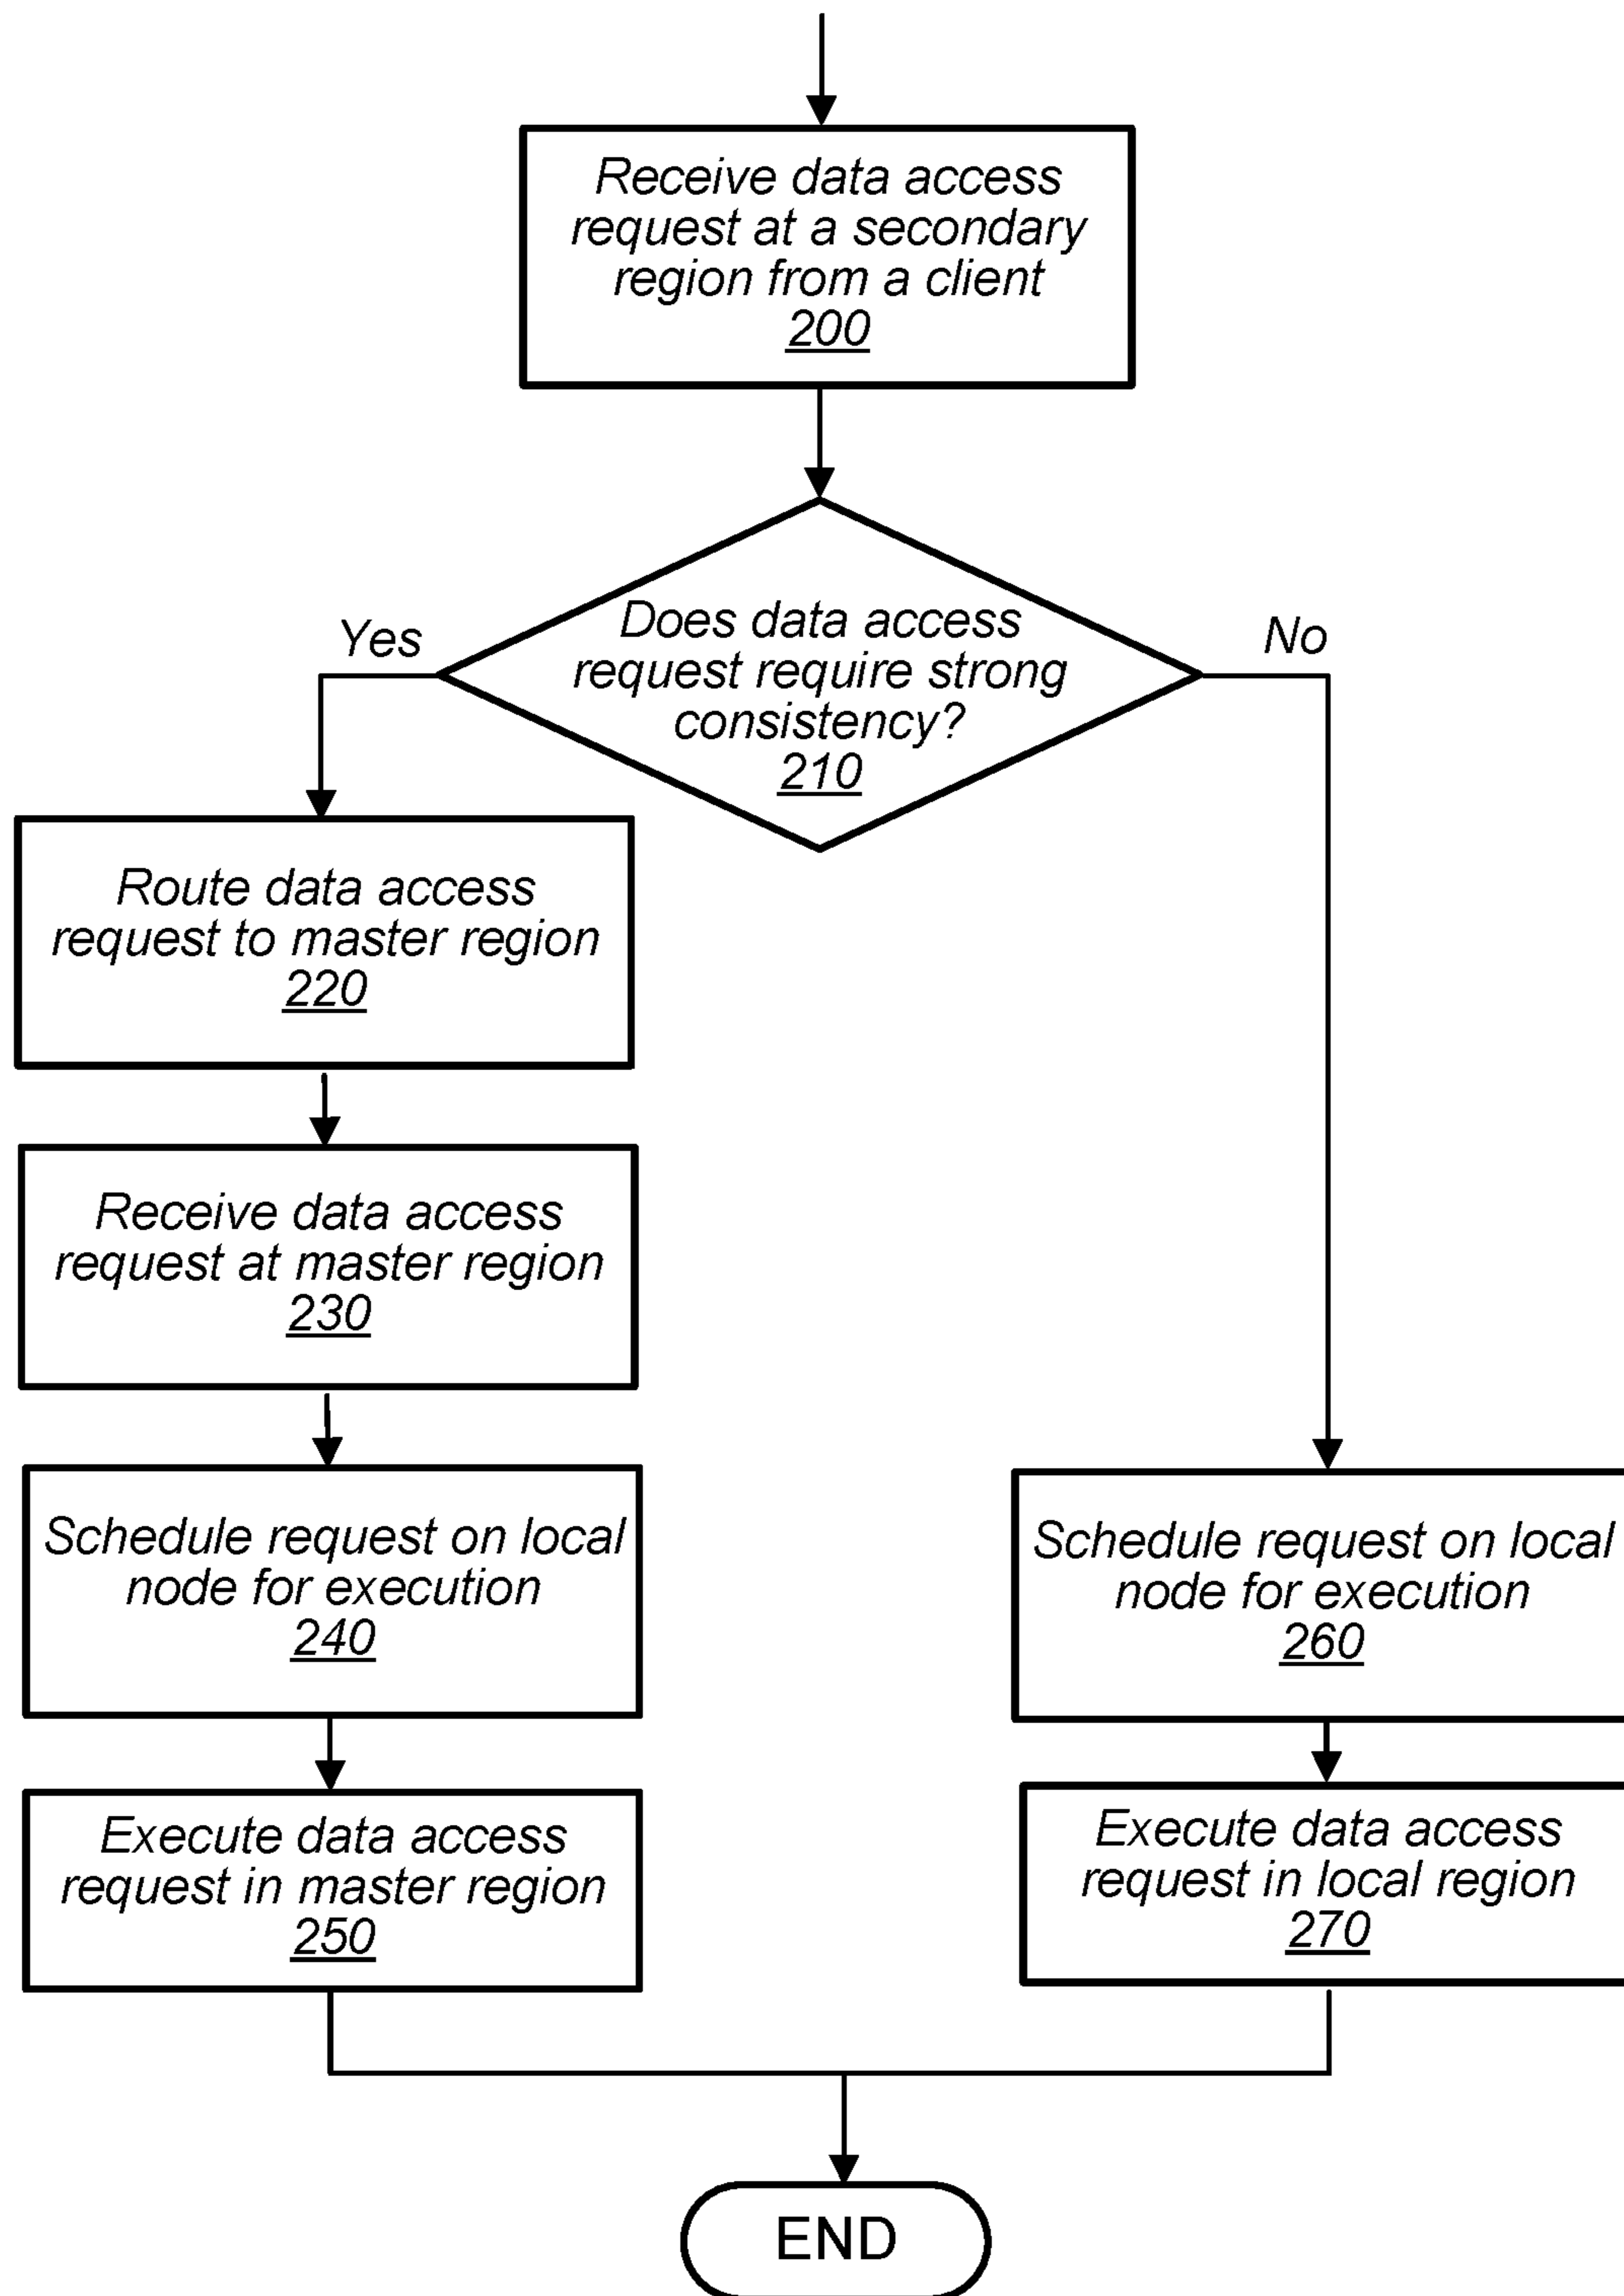 Receive data access
request at a secondary
region from a client
200
Does data access
request require strong
consistency?
210
Yes
No
Route data access
request to master region
220
Receive data access
request at master region
230
Schedule request on local
node for execution
240
Execute data access
request in master region
250
Schedule request on local
node for execution
260
Execute data access
request in local region
270
END